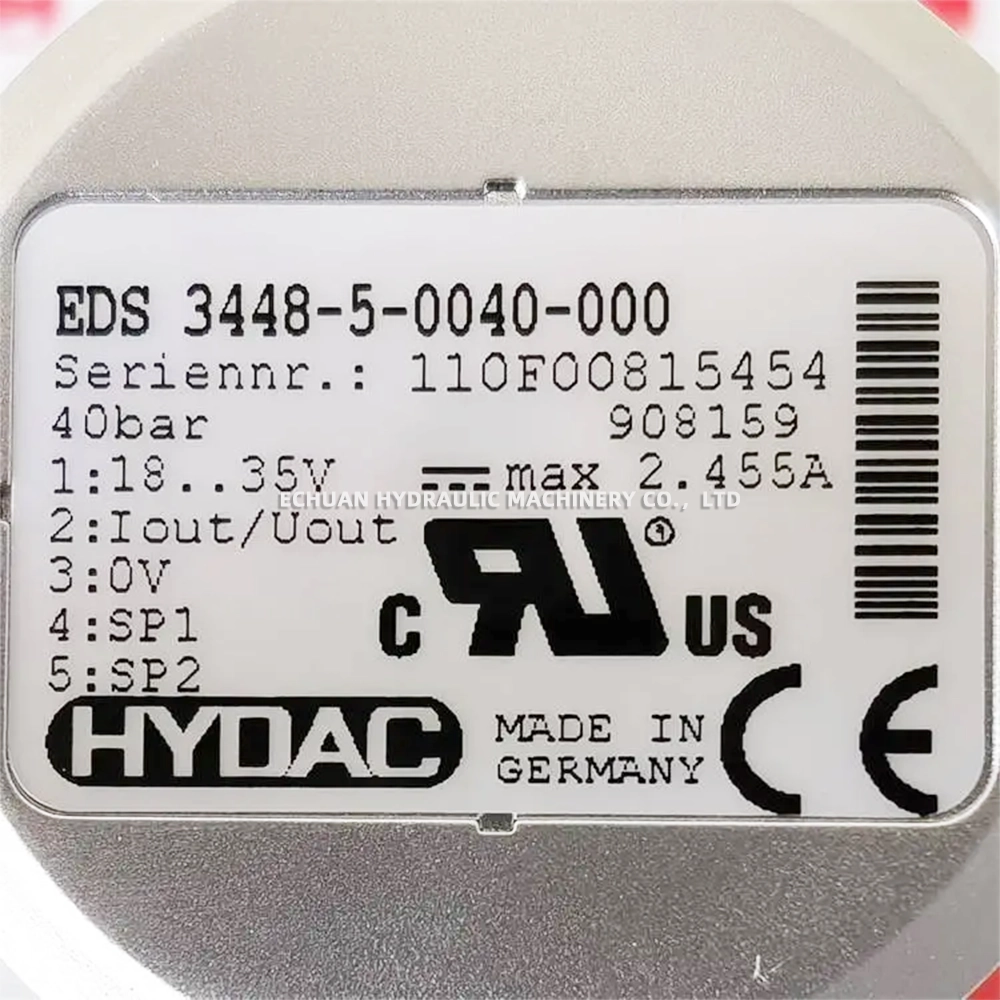 EDS 3448-5-0040-000
Seriennr.: 110F00815454
40bar 908159
1:18..35V max 2.455A
ECHUAN HYDRAULIC MACHINERY CO., LTD
2:Iout/Uout
3:0V
4:SP1
5:SP2
C RU US
HYDAC
MADE IN
GERMANY
CE